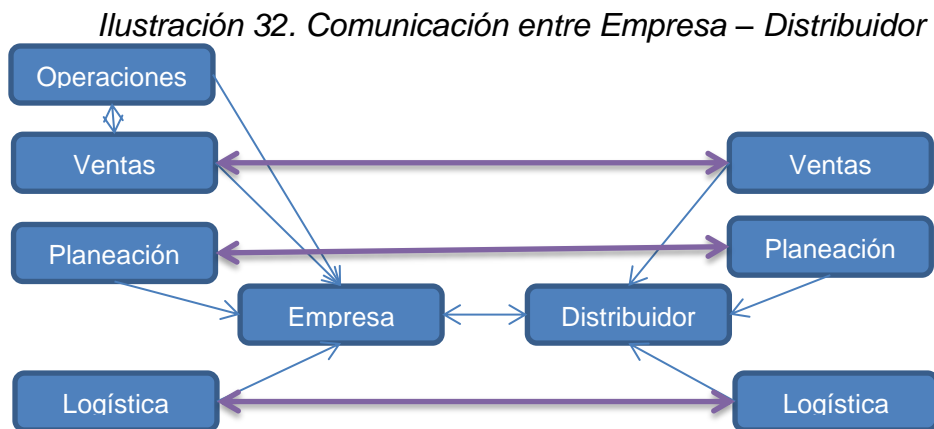 Ilustración 32. Comunicación entre Empresa – Distribuidor
Operaciones
Ventas
Ventas
Planeación
Planeación
Empresa
Distribuidor
Logística
Logística